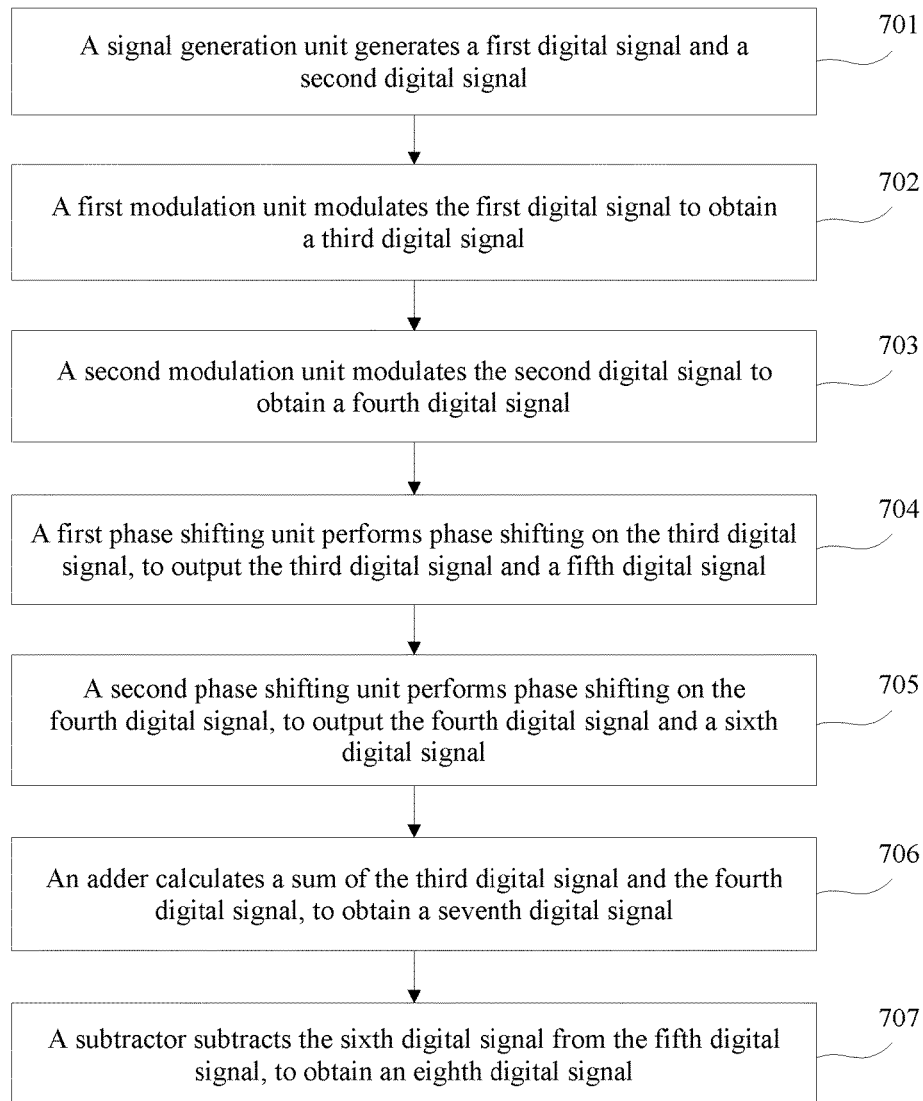 701
A signal generation unit generates a first digital signal and a
second digital signal
702
A first modulation unit modulates the first digital signal to obtain
a third digital signal
703
A second modulation unit modulates the second digital signal to
obtain a fourth digital signal
704
A first phase shifting unit performs phase shifting on the third digital
signal, to output the third digital signal and a fifth digital signal
705
A second phase shifting unit performs phase shifting on the
fourth digital signal, to output the fourth digital signal and a sixth
digital signal
706
An adder calculates a sum of the third digital signal and the fourth
digital signal, to obtain a seventh digital signal
707
A subtractor subtracts the sixth digital signal from the fifth digital
signal, to obtain an eighth digital signal